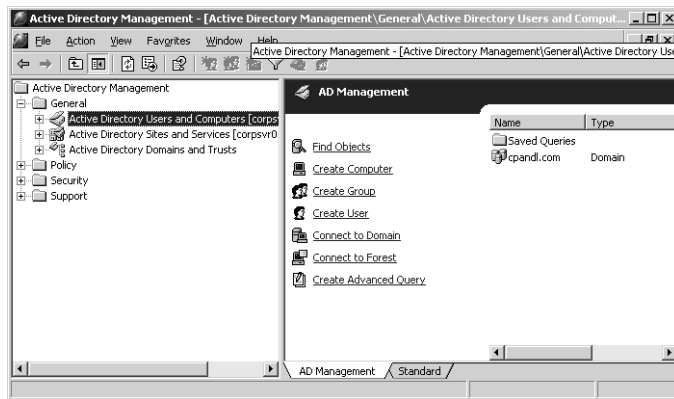 Active Directory Management - [Active Directory Management\General\Active Directory Users and Comput...
File Action View Favorites Window Help
Active Directory Management - [Active Directory Management\General\Active Directory Use
Active Directory Management
General
Active Directory Users and Computers [corps
Active Directory Sites and Services [corpsvr0
Active Directory Domains and Trusts
Policy
Security
Support
AD Management
Find Objects
Create Computer
Create Group
Create User
Connect to Domain
Connect to Forest
Create Advanced Query
Name Type
Saved Queries
cpandl.com Domain
AD Management Standard